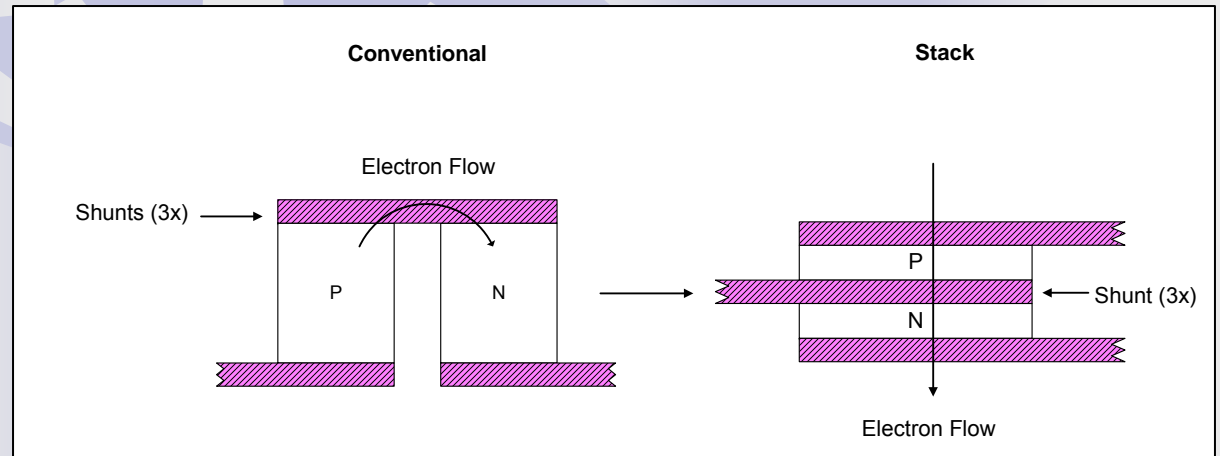 Conventional
Stack
Electron Flow
Shunts (3x)
P
N
P
N
Shunt (3x)
Electron Flow